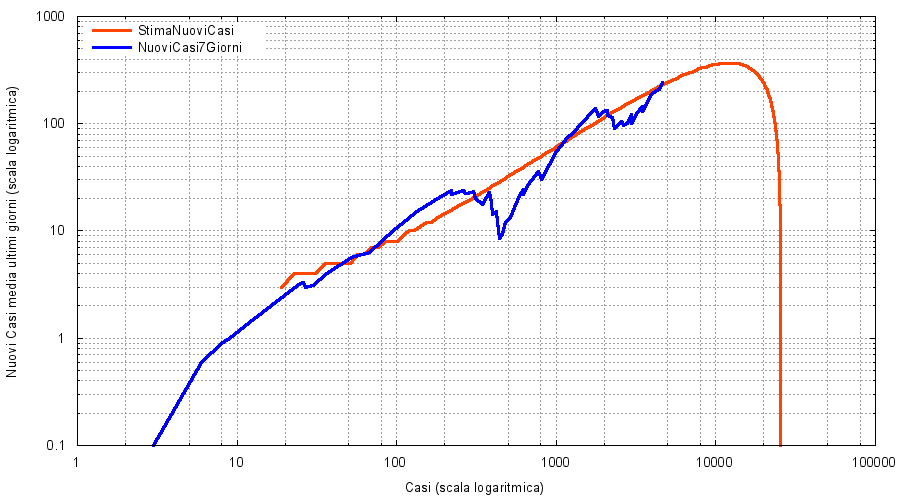 1000
StimaNuoviCasi
NuoviCasi7Giorni
100
10
1
0.1
Nuovi Casi media ultimi giorni (scala logaritmica)
1 10 100 1000 10000 100000
Casi (scala logaritmica)